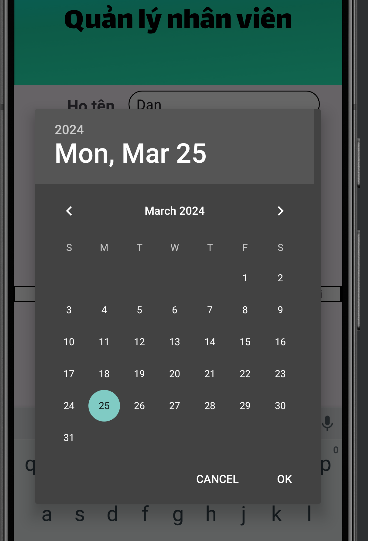 Quản lý nhân viên
Họ tên
Dan
2024
Mon, Mar 25
March 2024
S M T W T F S
1 2
3 4 5 6 7 8 9
10 11 12 13 14 15 16
17 18 19 20 21 22 23
24 25 26 27 28 29 30
31
CANCEL OK
q p 0
a s d f g h j k l